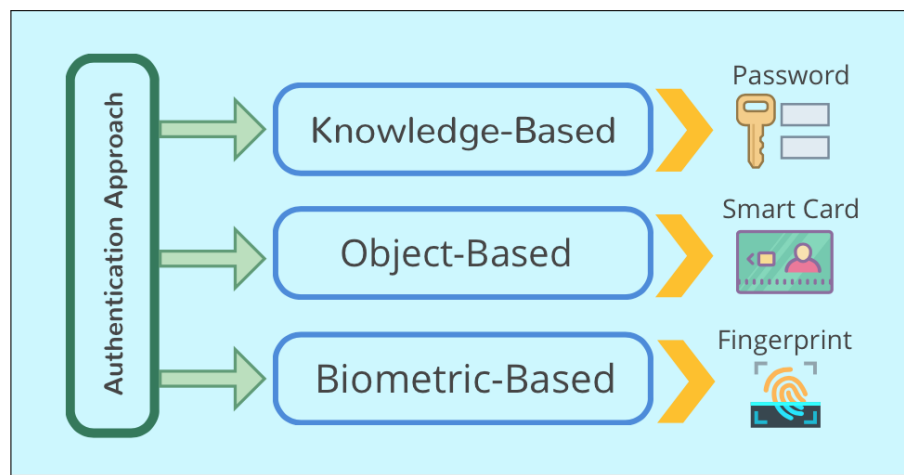 Authentication Approach
Knowledge-Based
Password
Object-Based
Smart Card
Biometric-Based
Fingerprint